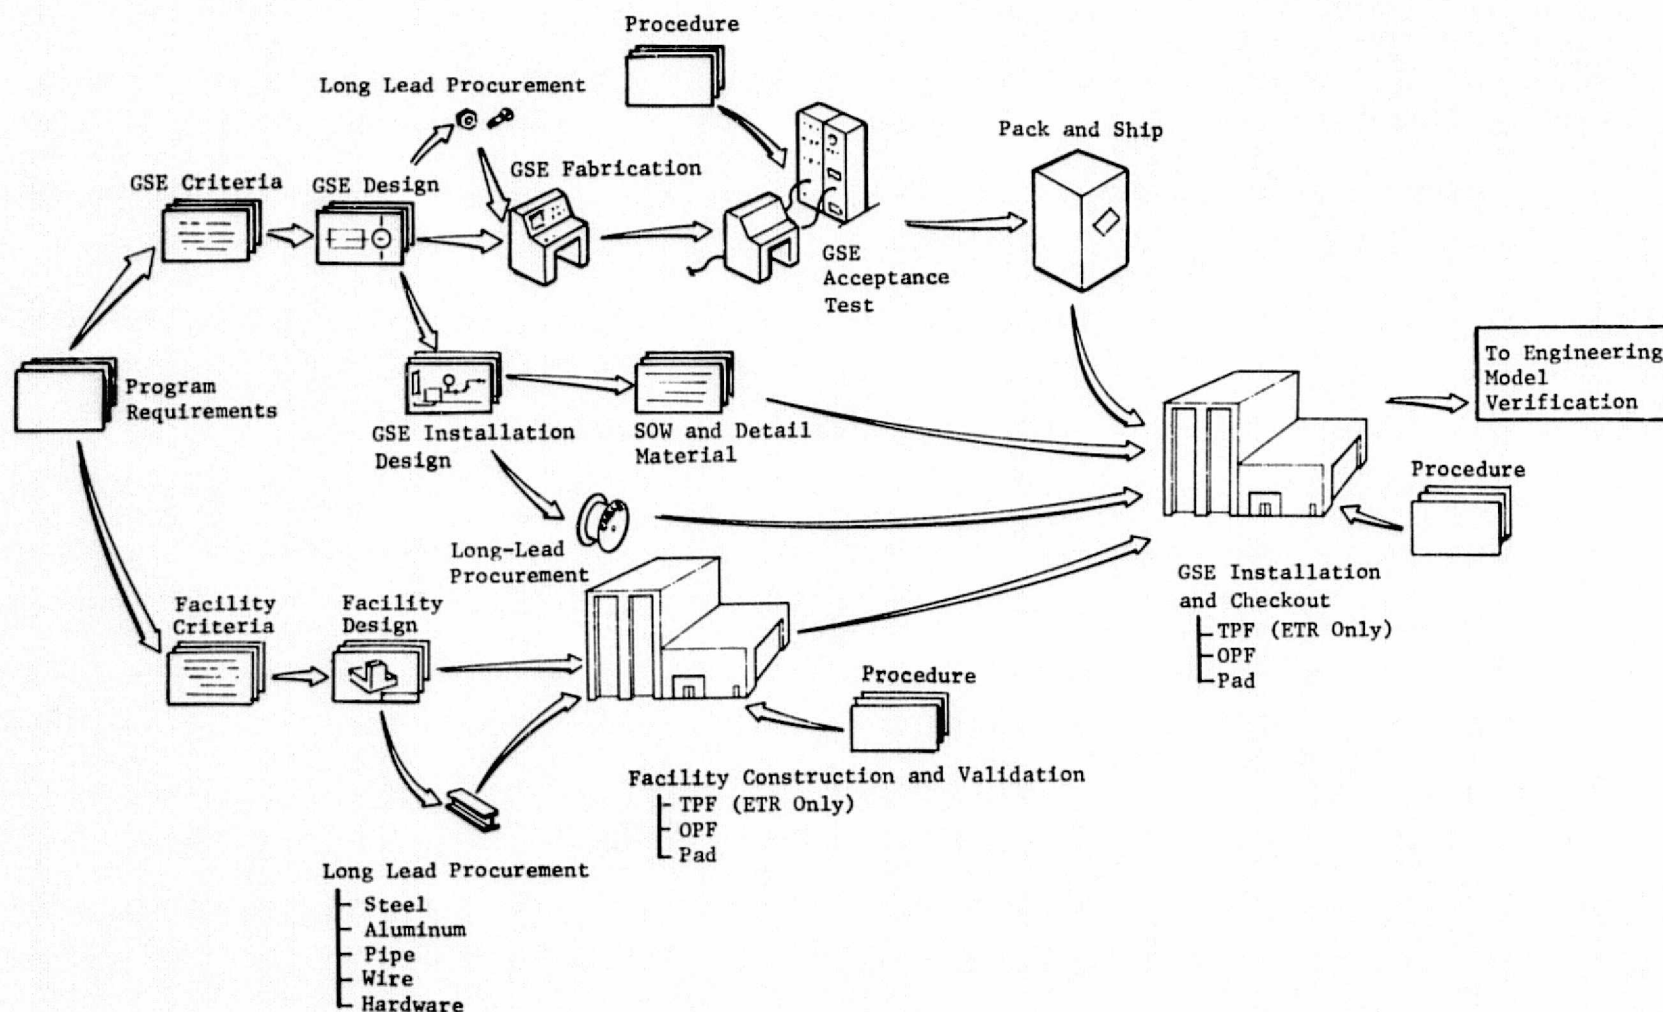 Procedure
Long Lead Procurement
Pack and Ship
GSE Fabrication
GSE Criteria
GSE Design
GSE
Acceptance
Test
Program
Requirements
To Engineering
Model
Verification
GSE Installation
Design
SOW and Detail
Material
Procedure
Long-Lead
Procurement
GSE Installation
and Checkout
TPF (ETR Only)
OPF
Pad
Facility
Criteria
Facility
Design
Procedure
Facility Construction and Validation
TPF (ETR Only)
OPF
Pad
Long Lead Procurement
Steel
Aluminum
Pipe
Wire
Hardware